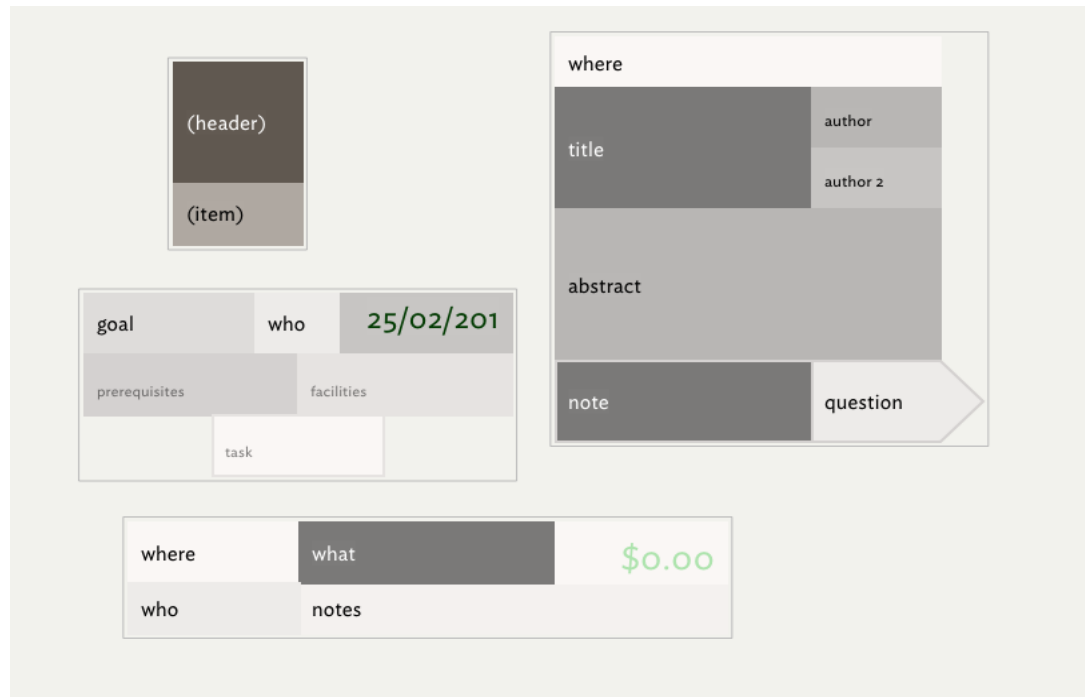 (header)
(item)
where
title
author
author 2
abstract
note
question
goal
who
25/02/201
prerequisites
facilities
task
where
what
$0.00
who
notes